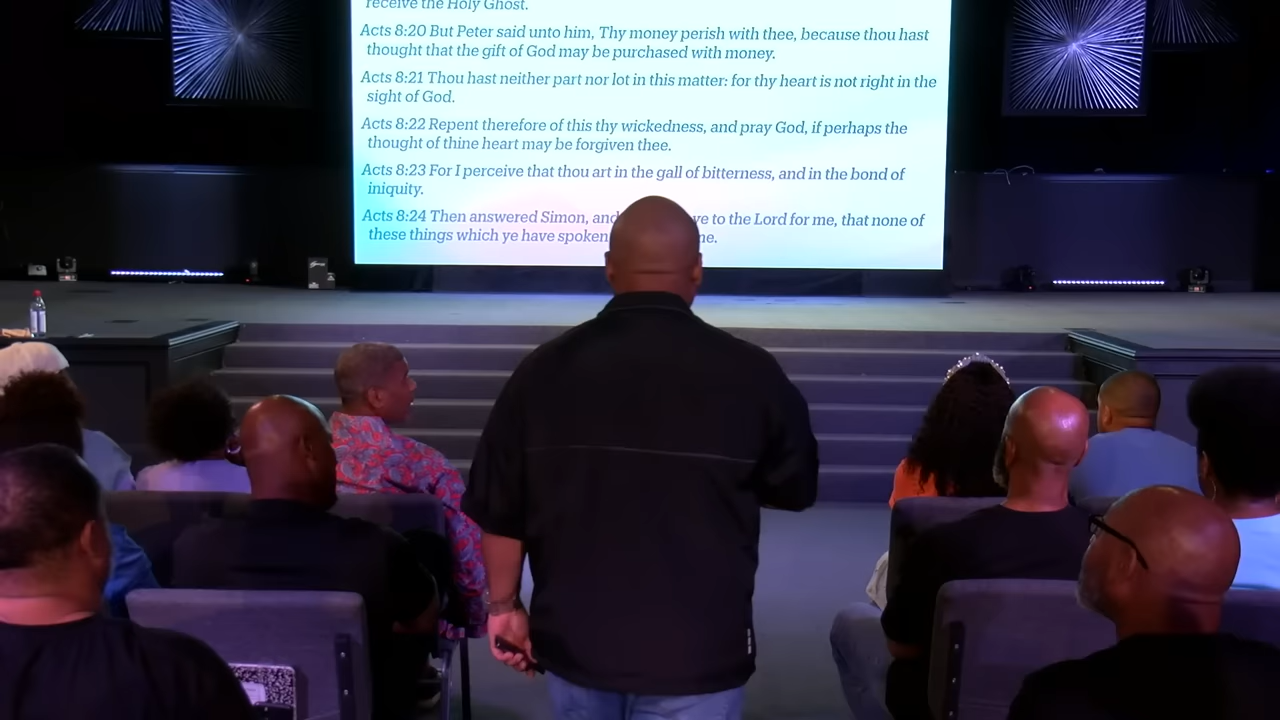 receive the Holy Ghost.
Acts 8:20 But Peter said unto him, Thy money perish with thee, because thou hast
thought that the gift of God may be purchased with money.
Acts 8:21 Thou hast neither part nor lot in this matter: for thy heart is not right in the
sight of God.
Acts 8:22 Repent therefore of this thy wickedness, and pray God, if perhaps the
thought of thine heart may be forgiven thee.
Acts 8:23 For I perceive that thou art in the gall of bitterness, and in the bond of
iniquity.
Acts 8:24 Then answered Simon, and ye to the Lord for me, that none of
these things which ye have spoken me.